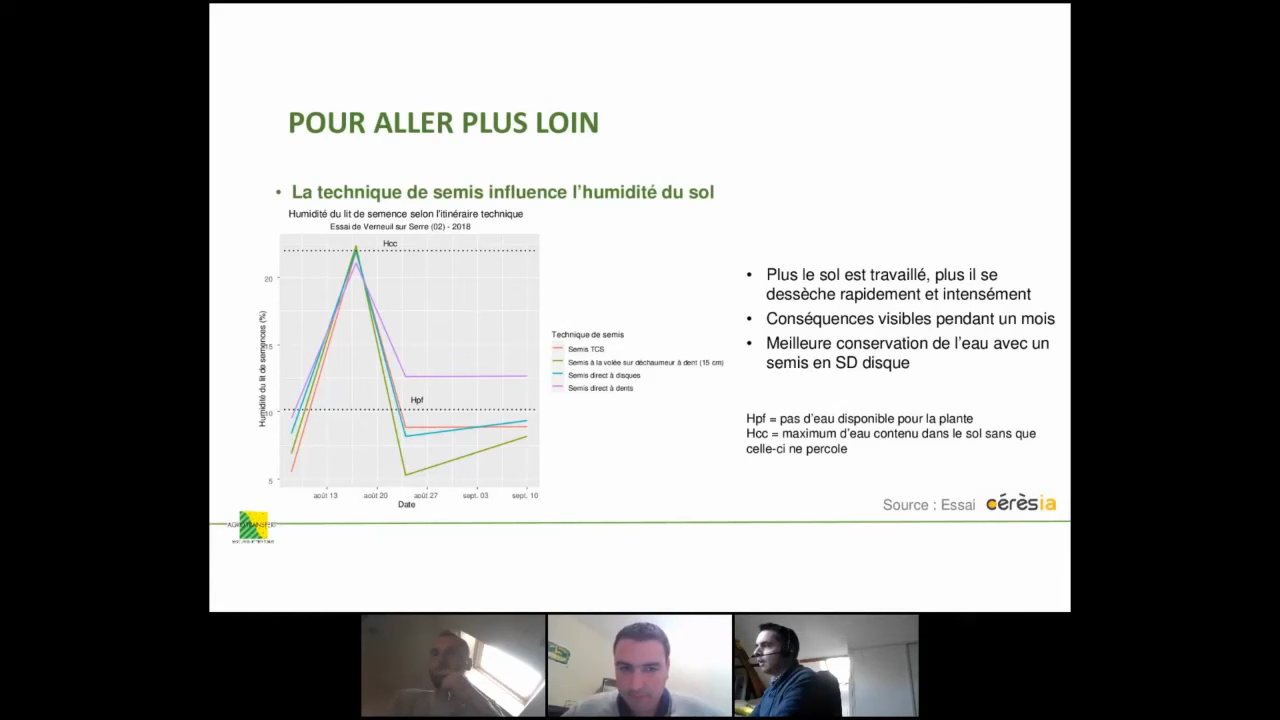 POUR ALLER PLUS LOIN
• La technique de semis influence l'humidité du sol
Humidité du lit de semence selon l'itinéraire technique
Essai de Verneuil sur Serre (02) - 2018
Hcc
Hpf
20
15
10
5
Humidité du lit de semences (%)
août 13
août 20
août 27
sept. 03
sept. 10
Date
Technique de semis
Semis TCS
Semis à la volée sur déchaumeur à dent (15 cm)
Semis direct à disques
Semis direct à dents
• Plus le sol est travaillé, plus il se
dessèche rapidement et intensément
• Conséquences visibles pendant un mois
• Meilleure conservation de l'eau avec un
semis en SD disque
Hpf = pas d'eau disponible pour la plante
Hcc = maximum d'eau contenu dans le sol sans que
celle-ci ne percole
Source : Essai cérèsia